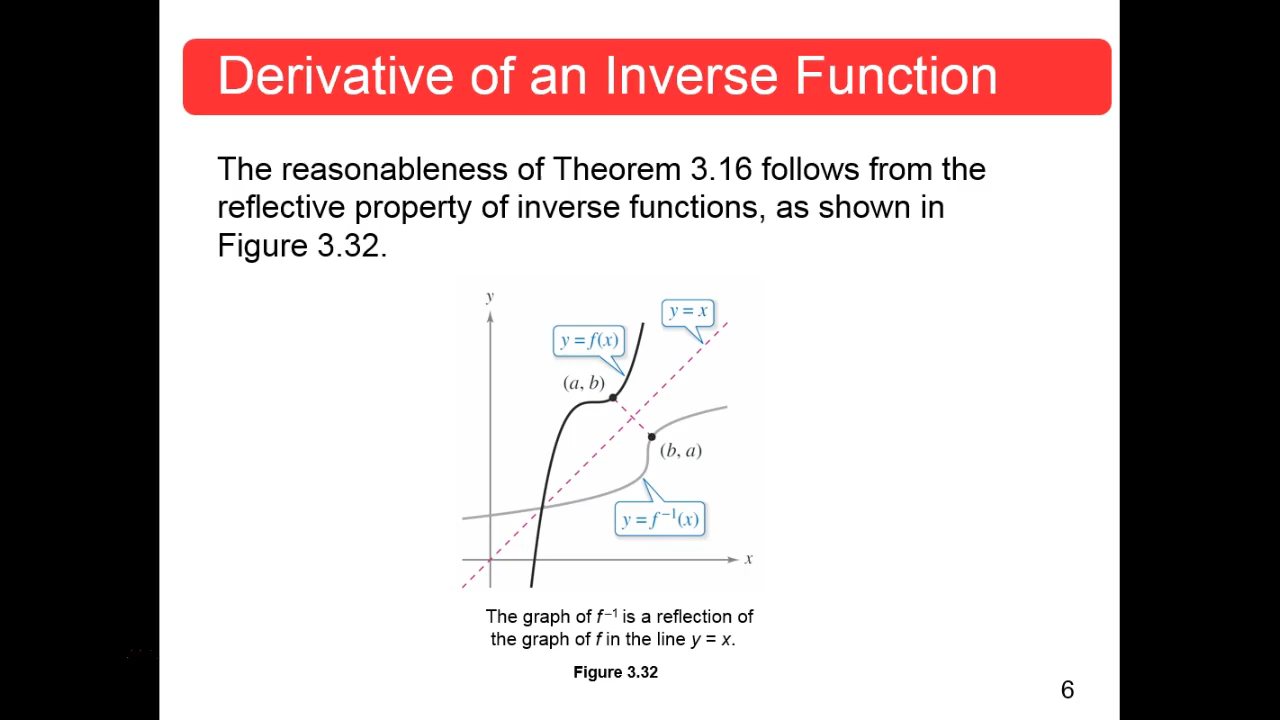 Derivative of an Inverse Function
The reasonableness of Theorem 3.16 follows from the
reflective property of inverse functions, as shown in
Figure 3.32.
y
y = x
y = f(x)
(a, b)
(b, a)
y = f⁻¹(x)
x
The graph of f⁻¹ is a reflection of
the graph of f in the line y = x.
Figure 3.32
6